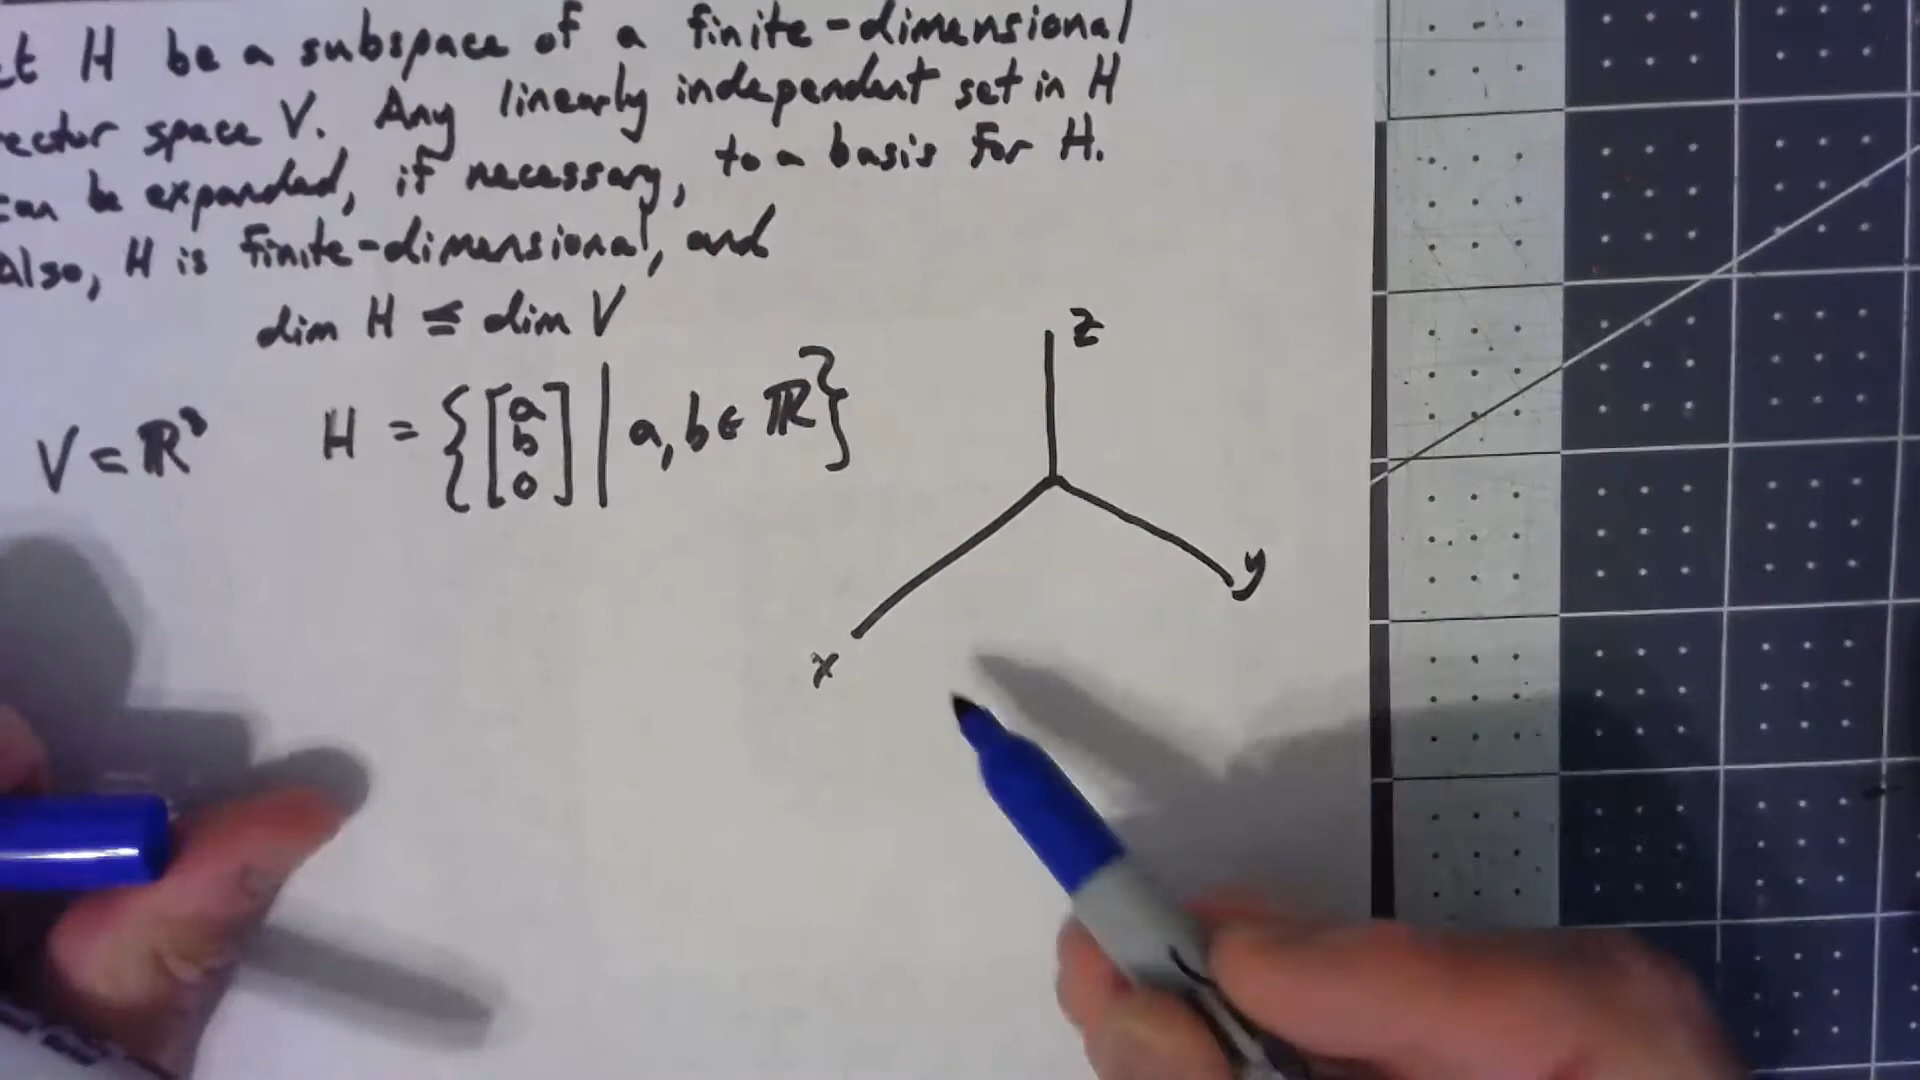 et H be a subspace of a finite-dimensional
ector space V. Any linearly independent set in H
can be expanded, if necessary, to a basis for H.
Also, H is finite-dimensional, and
dim H ≤ dim V
V = ℝ³ H = {[a b 0] | a, b ∈ ℝ}
z
y
x